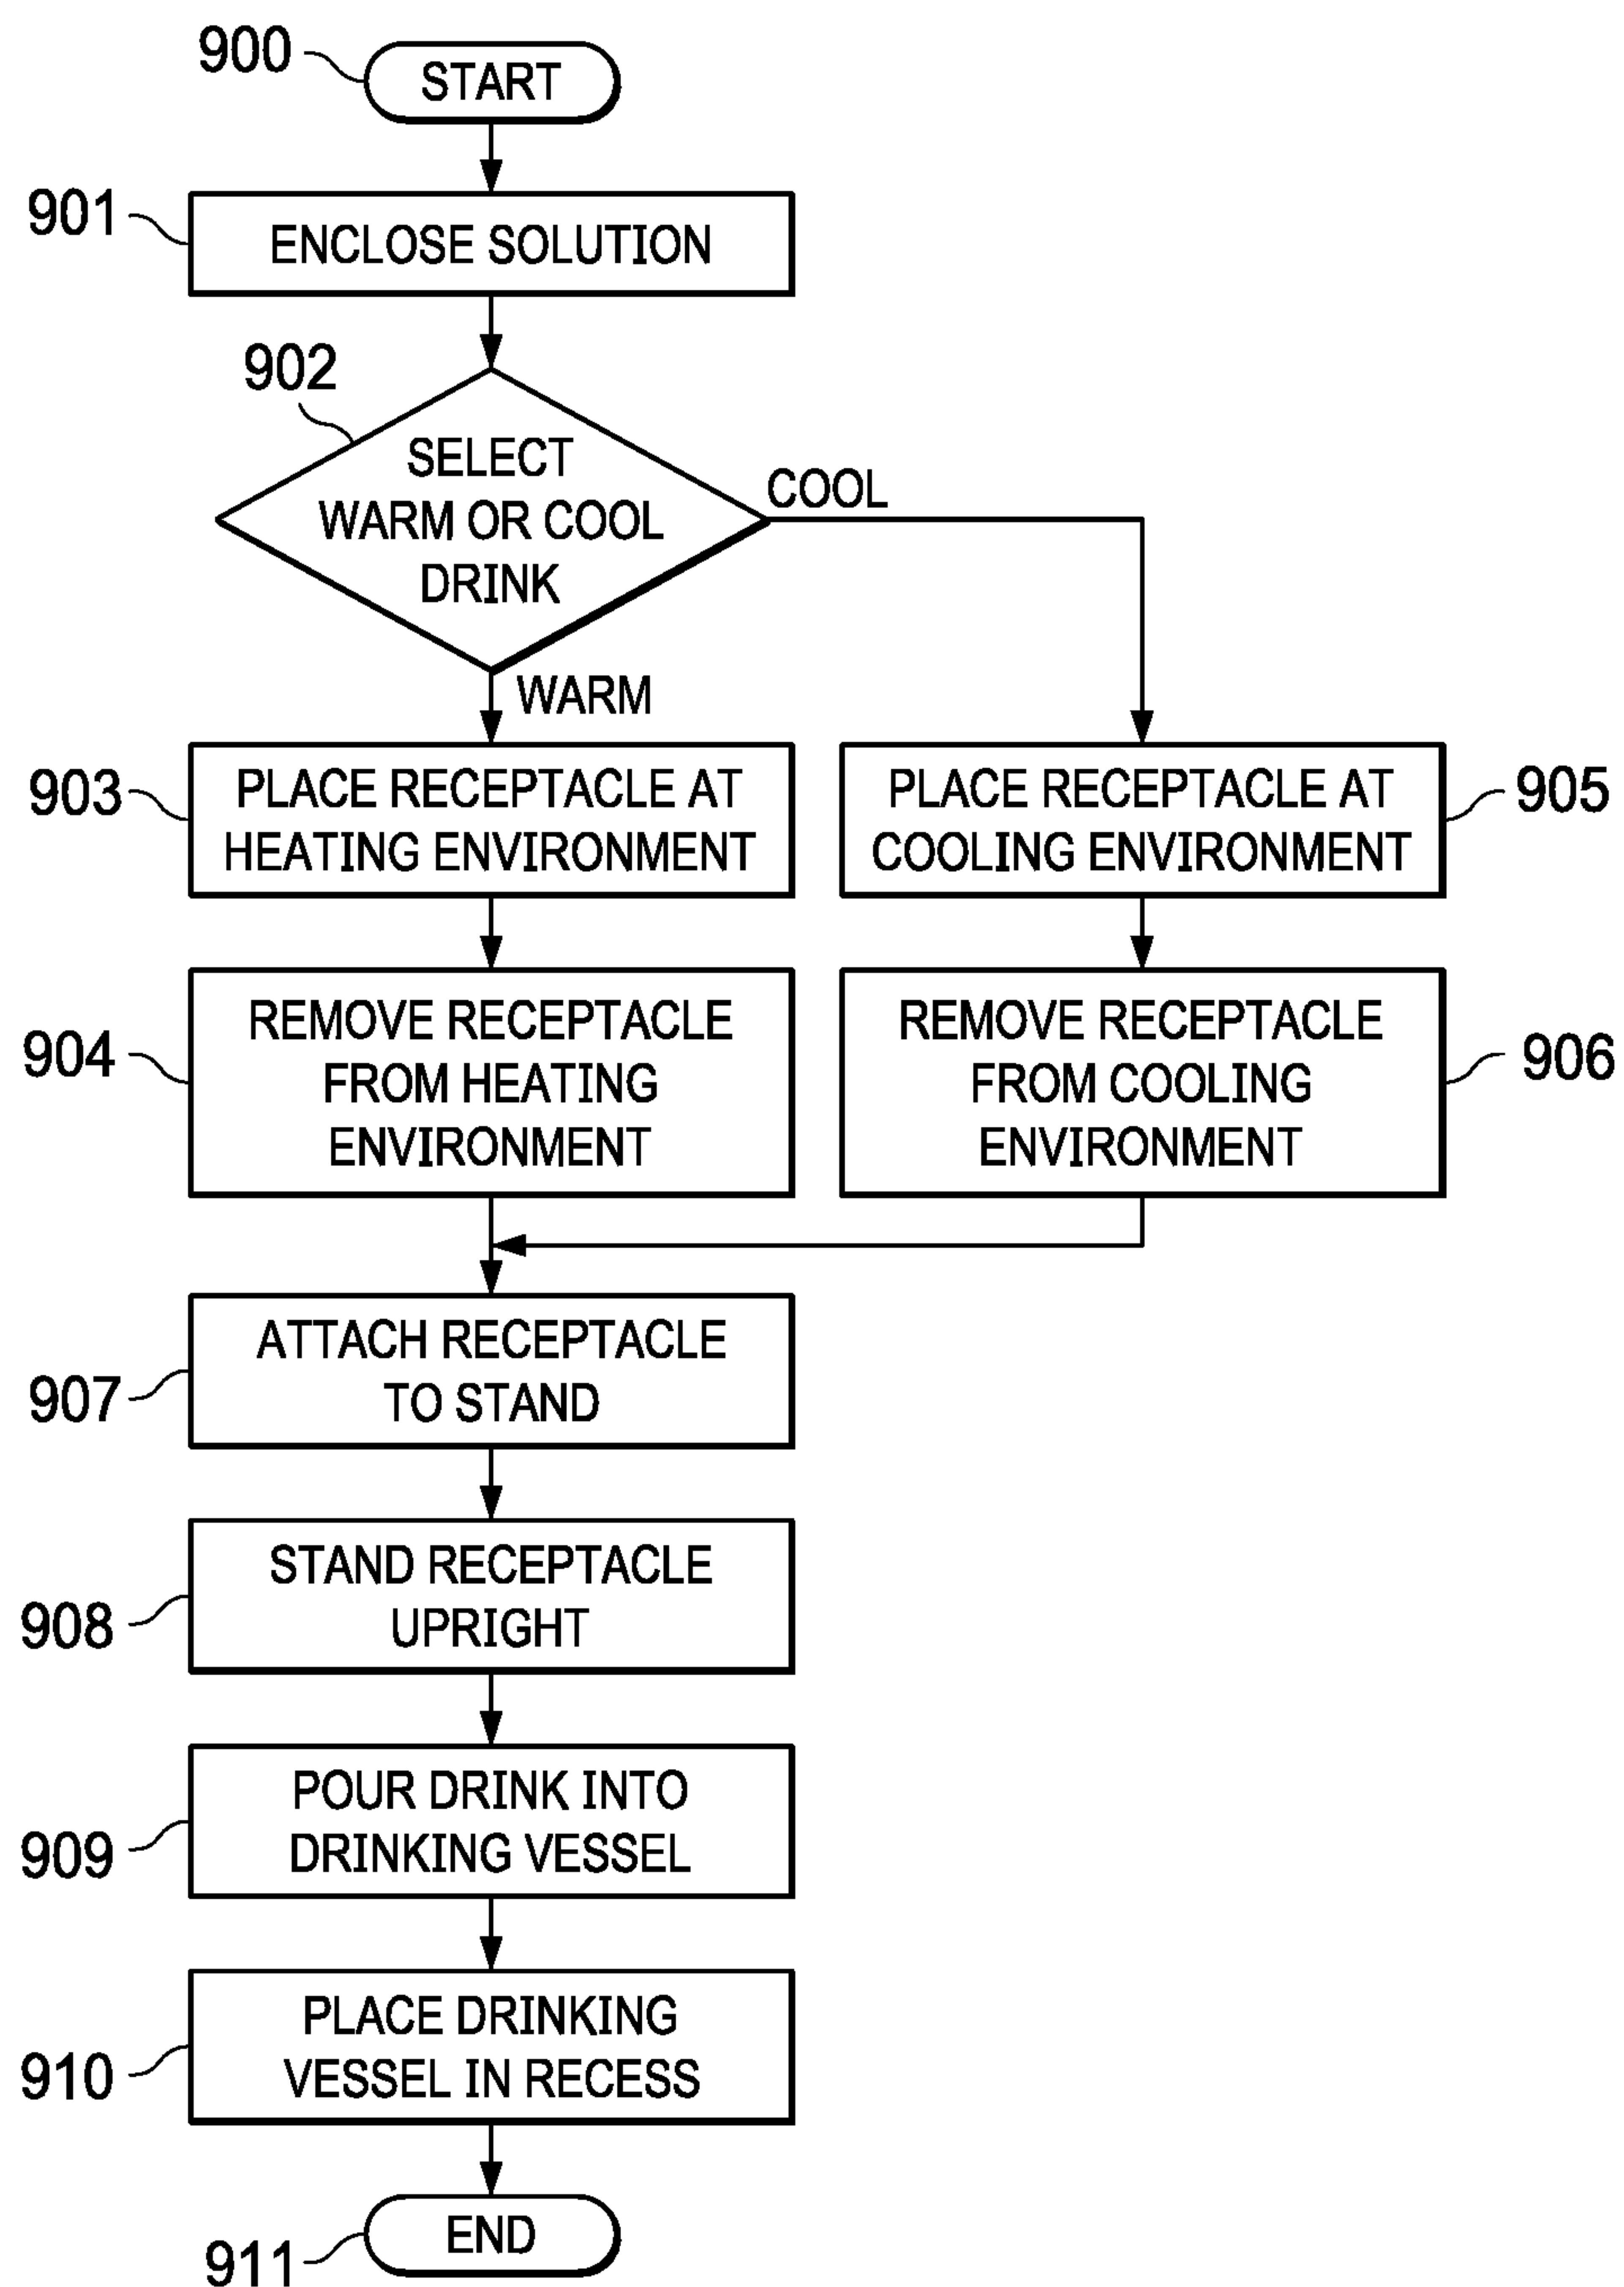 900
START
901
ENCLOSE SOLUTION
902
SELECT
WARM OR COOL
DRINK
COOL
WARM
903
PLACE RECEPTACLE AT
HEATING ENVIRONMENT
PLACE RECEPTACLE AT
COOLING ENVIRONMENT
905
904
REMOVE RECEPTACLE
FROM HEATING
ENVIRONMENT
REMOVE RECEPTACLE
FROM COOLING
ENVIRONMENT
906
907
ATTACH RECEPTACLE
TO STAND
908
STAND RECEPTACLE
UPRIGHT
909
POUR DRINK INTO
DRINKING VESSEL
910
PLACE DRINKING
VESSEL IN RECESS
911
END